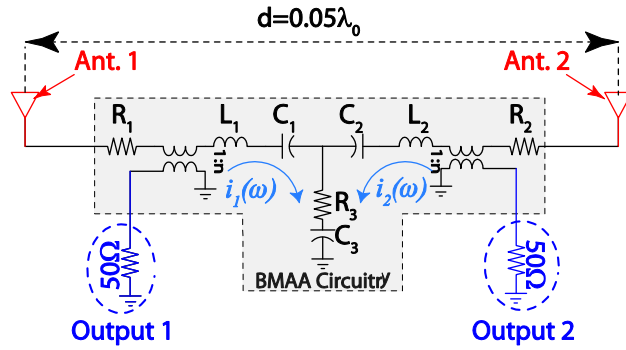 d=0.05λ₀
Ant. 1
Ant. 2
R₁
L₁
C₁
C₂
L₂
R₂
1:n
1:n
i₁(ω)
i₂(ω)
R₃
C₃
50Ω
50Ω
BMAA Circuitry
Output 1
Output 2